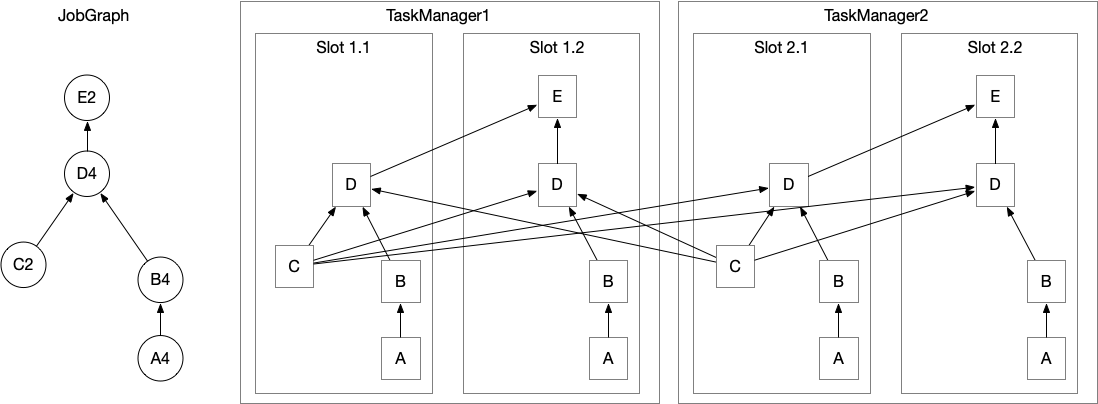 JobGraph
E2
D4
C2
B4
A4
TaskManager1
Slot 1.1
D
C
B
A
Slot 1.2
E
D
B
A
TaskManager2
Slot 2.1
D
C
B
A
Slot 2.2
E
D
B
A